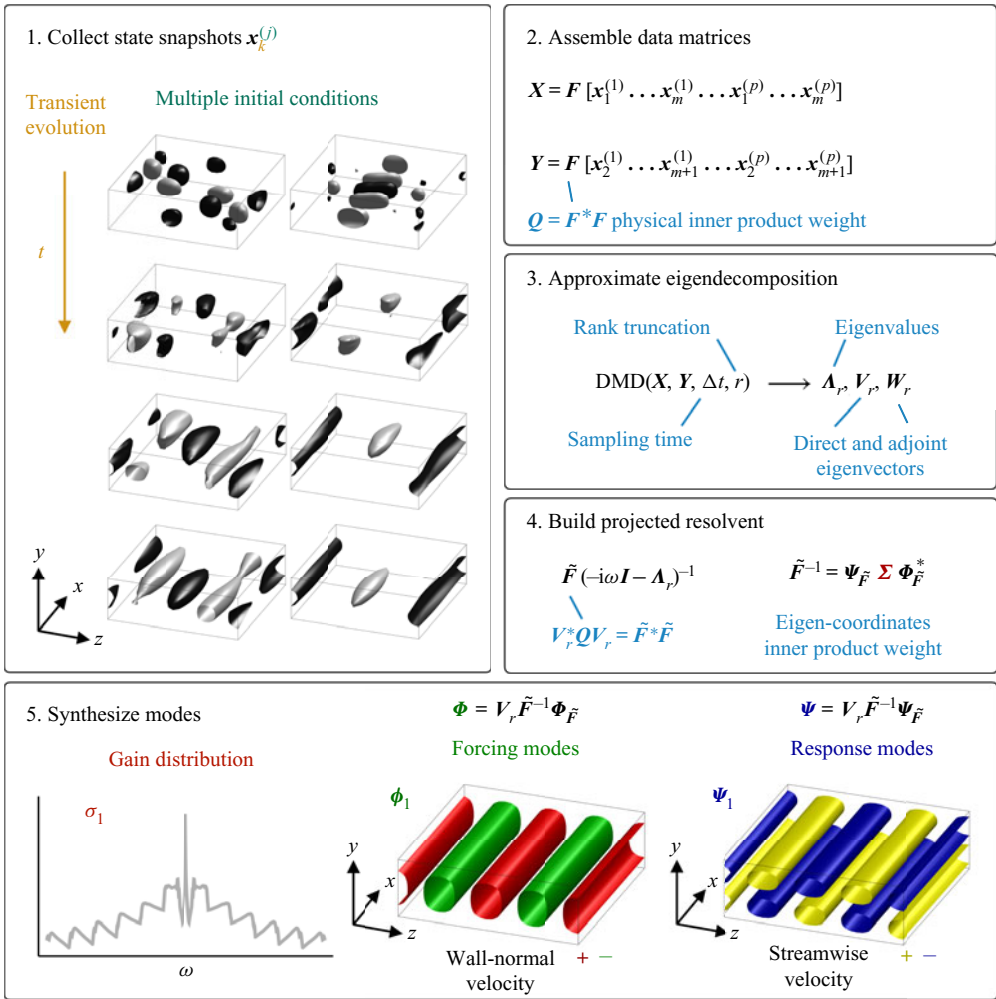 1. Collect state snapshots x_k^(j)
Transient
evolution
Multiple initial conditions
t
y
x
z
2. Assemble data matrices
X = F [x_1^(1) ... x_m^(1) ... x_1^(p) ... x_m^(p)]
Y = F [x_2^(1) ... x_{m+1}^(1) ... x_2^(p) ... x_{m+1}^(p)]
Q = F*F physical inner product weight
3. Approximate eigendecomposition
Rank truncation
Eigenvalues
DMD(X, Y, Δt, r) ⟶ Λ_r, V_r, W_r
Sampling time
Direct and adjoint
eigenvectors
4. Build projected resolvent
F̃ (−iωI − Λ_r)^−1
F̃^−1 = Ψ_F̃ Σ Φ_F̃^*
V_r^* Q V_r = F̃*F̃
Eigen-coordinates
inner product weight
5. Synthesize modes
Gain distribution
σ_1
ω
Φ = V_r F̃^−1 Φ_F̃
Forcing modes
ϕ_1
y
x
z
Wall-normal
velocity
+ −
Ψ = V_r F̃^−1 Ψ_F̃
Response modes
Ψ_1
y
x
z
Streamwise
velocity
+ −